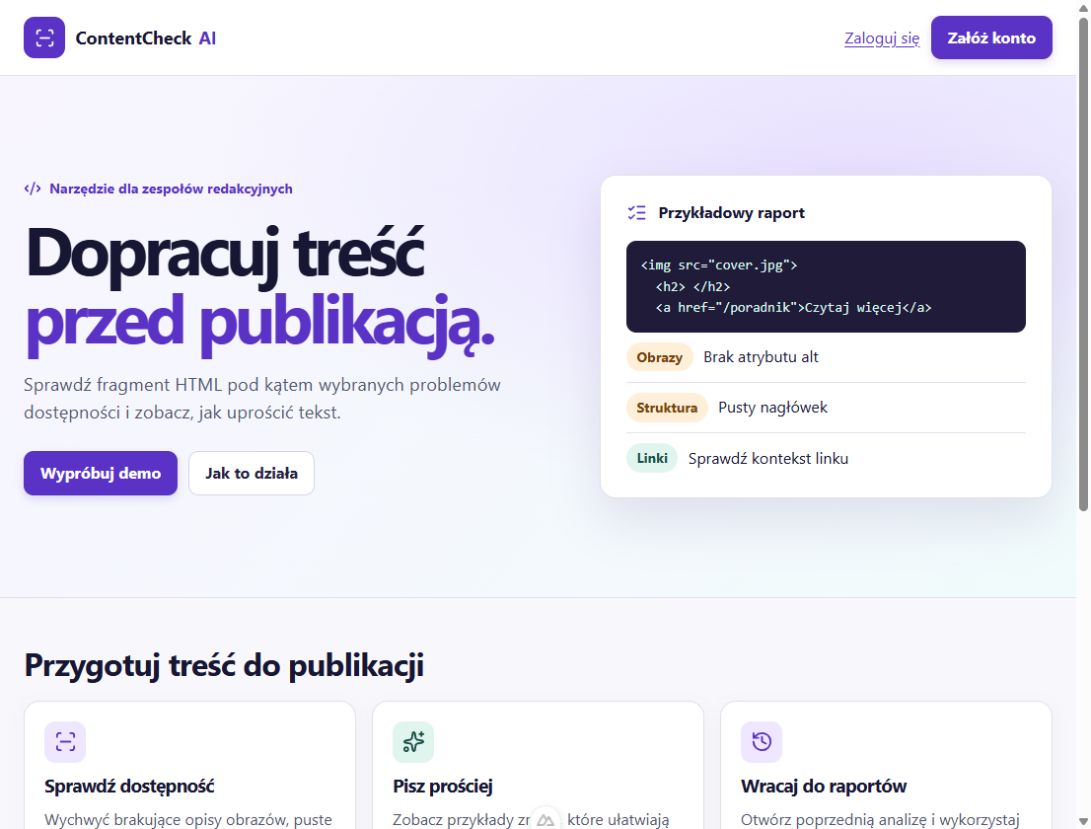 ContentCheck AI
Zaloguj się
Załóż konto
</> Narzędzie dla zespołów redakcyjnych
Dopracuj treść
przed publikacją.
Sprawdź fragment HTML pod kątem wybranych problemów
dostępności i zobacz, jak uprościć tekst.
Wypróbuj demo
Jak to działa
Przykładowy raport
<img src="cover.jpg">
<h2> </h2>
<a href="/poradnik">Czytaj więcej</a>
Obrazy Brak atrybutu alt
Struktura Pusty nagłówek
Linki Sprawdź kontekst linku
Przygotuj treść do publikacji
Sprawdź dostępność
Wychwyć brakujące opisy obrazów, puste
Pisz prościej
Zobacz przykłady które ułatwiają
Wracaj do raportów
Otwórz poprzednią analizę i wykorzystaj